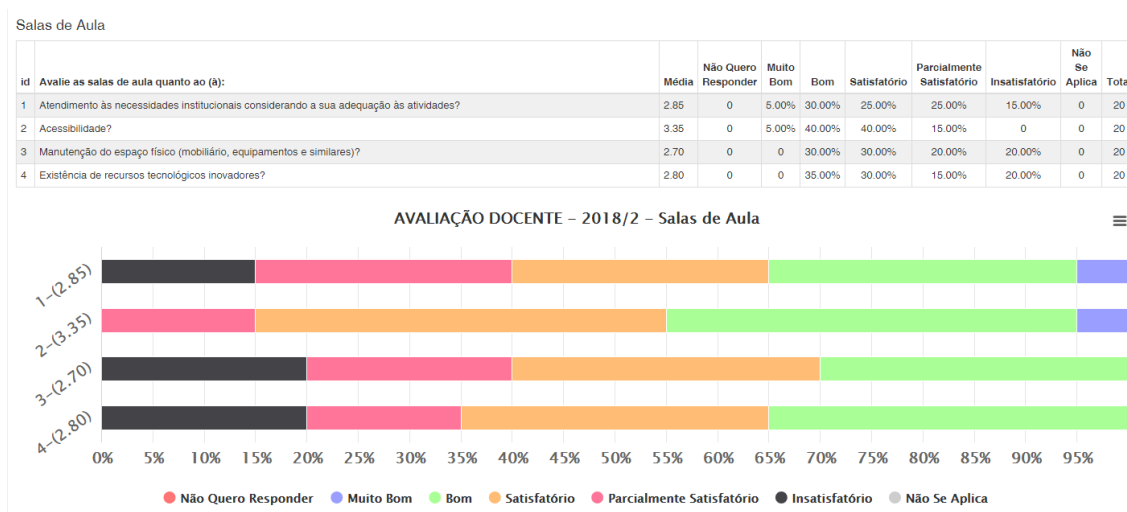 Salas de Aula
id Avalie as salas de aula quanto ao (à): Média Não Quero Responder Muito Bom Bom Satisfatório Parcialmente Satisfatório Insatisfatório Não Se Aplica Tota
1 Atendimento às necessidades institucionais considerando a sua adequação às atividades? 2.85 0 5.00% 30.00% 25.00% 25.00% 15.00% 0 20
2 Acessibilidade? 3.35 0 5.00% 40.00% 40.00% 15.00% 0 0 20
3 Manutenção do espaço físico (mobiliário, equipamentos e similares)? 2.70 0 0 30.00% 30.00% 20.00% 20.00% 0 20
4 Existência de recursos tecnológicos inovadores? 2.80 0 0 35.00% 30.00% 15.00% 20.00% 0 20
AVALIAÇÃO DOCENTE – 2018/2 – Salas de Aula
1-(2.85)
2-(3.35)
3-(2.70)
4-(2.80)
0% 5% 10% 15% 20% 25% 30% 35% 40% 45% 50% 55% 60% 65% 70% 75% 80% 85% 90% 95%
Não Quero Responder Muito Bom Bom Satisfatório Parcialmente Satisfatório Insatisfatório Não Se Aplica